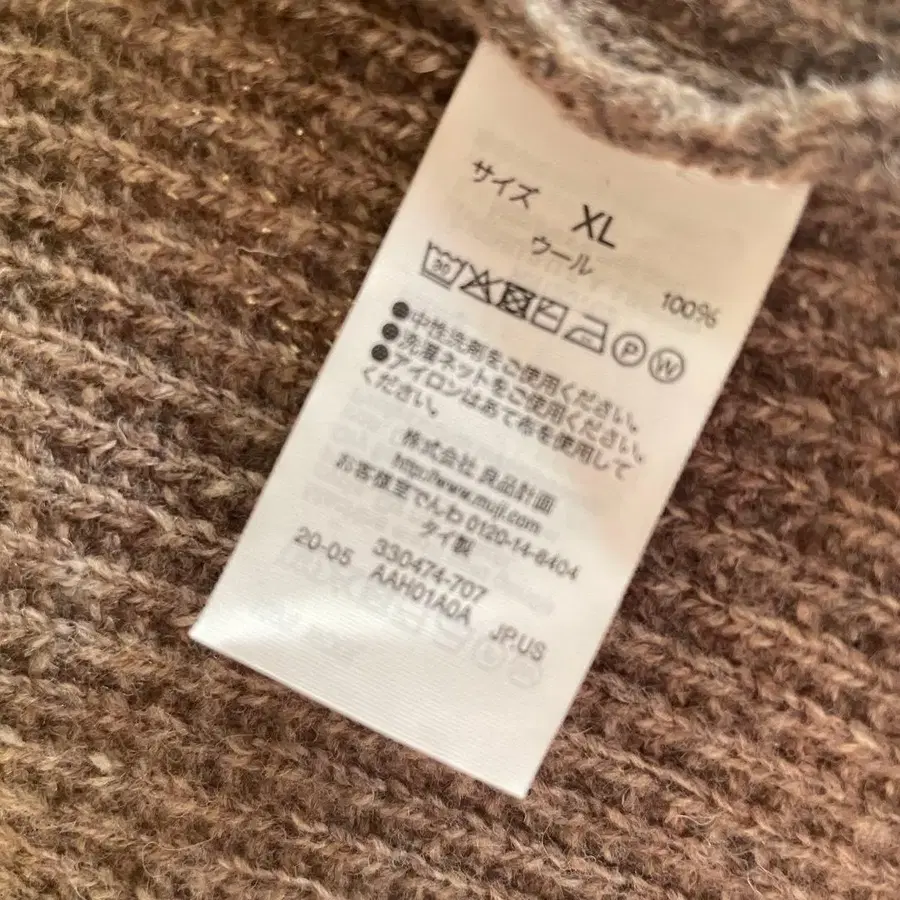 サイズ XL
ウール 100%
30 P W
●中性洗剤をご使用ください。
●洗濯ネットをご使用ください。
●アイロンはあて布を使用して
ください。
株式会社 良品計画
http://www.muji.com
お客様室でんわ 0120-14-6404
タイ製
330474-707
20-05 AAH01A0A JP.US